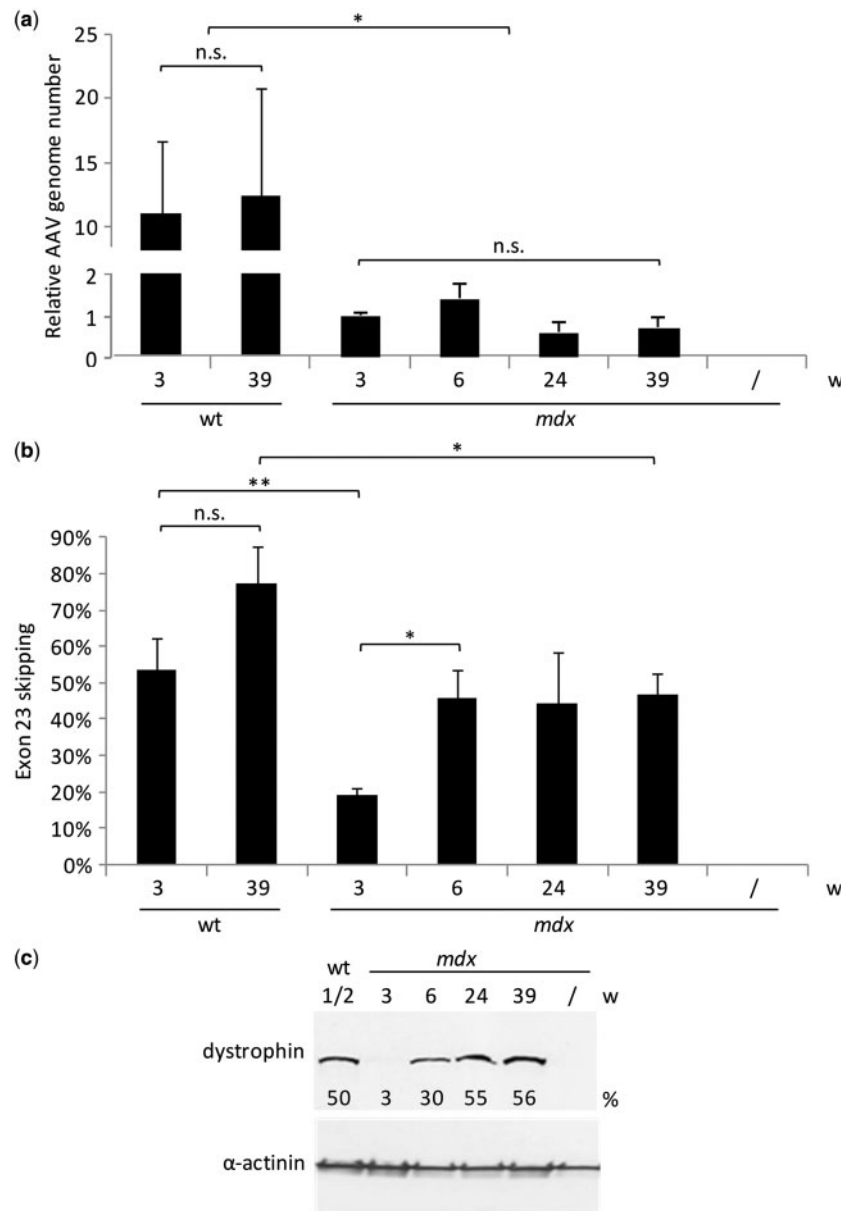 (a)
*
25
n.s.
20
15
10
n.s.
2
1
0
Relative AAV genome number
3 39 3 6 24 39 / w
wt mdx
(b)
*
**
n.s.
90%
80%
70%
*
60%
50%
40%
30%
20%
10%
0%
Exon 23 skipping
3 39 3 6 24 39 / w
wt mdx
(c)
wt mdx
1/2 3 6 24 39 / w
dystrophin
50 3 30 55 56 %
α-actinin